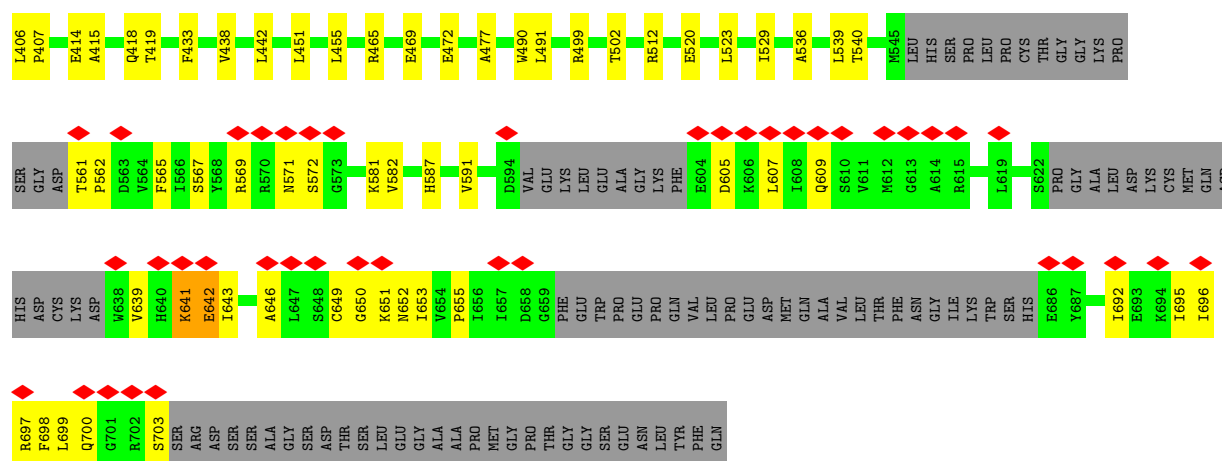 L406 P407 E414 A415 Q418 T419 F433 V438 L442 L451 L455 R465 E469 E472 A477 W490 L491 R499 T502 R512 E520 L523 I529 A536 L539 T540 M545 LEU HIS SER PRO LEU PRO CYS THR GLY GLY LYS PRO
SER GLY ASP T561 P562 D563 V564 F565 I566 S567 Y568 R569 R570 N571 S572 G573 K581 V582 H587 V591 D594 VAL GLU LYS LEU GLU ALA GLY LYS PHE E604 D605 K606 L607 I608 Q609 S610 V611 M612 G613 A614 R615 L619 S622 PRO GLY ALA LEU ASP LYS CYS MET GLN ASP
HIS ASP CYS LYS ASP W638 V639 H640 K641 E642 I643 A646 L647 S648 C649 G650 K651 N652 I653 V654 P655 I656 I657 D658 G659 PHE GLU TRP PRO GLU PRO GLN VAL LEU PRO GLU ASP MET GLN ALA VAL LEU THR PHE ASN GLY ILE LYS TRP SER HIS E686 Y687 I692 E693 K694 I695 I696
R697 F698 L699 Q700 G701 R702 S703 SER ARG ASP SER SER ALA GLY SER ASP THR SER LEU GLU GLY ALA ALA PRO MET GLY PRO THR GLY GLY SER GLU ASN LEU TYR PHE GLN